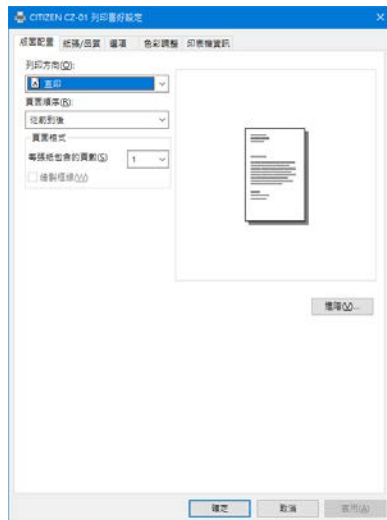 CITIZEN CZ-01 列印喜好設定
版面配置 紙張/品質 選項 色彩調整 印表機資訊
列印方向(O):
直印
頁面順序(R):
從前到後
頁面格式
每張紙包含的頁數(S) 1
繪製框線(W)
進階(V)...
確定 取消 套用(A)